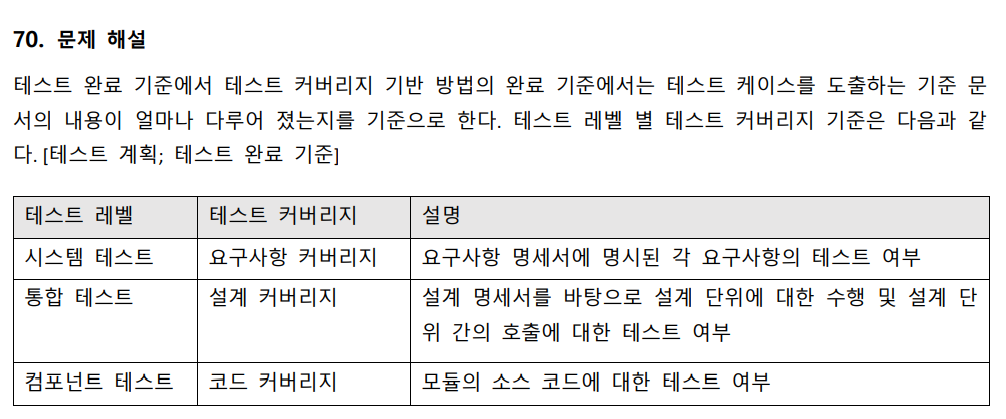 70. 문제 해설
테스트 완료 기준에서 테스트 커버리지 기반 방법의 완료 기준에서는 테스트 케이스를 도출하는 기준 문
서의 내용이 얼마나 다루어 졌는지를 기준으로 한다. 테스트 레벨 별 테스트 커버리지 기준은 다음과 같
다. [테스트 계획; 테스트 완료 기준]
테스트 레벨 테스트 커버리지 설명
시스템 테스트 요구사항 커버리지 요구사항 명세서에 명시된 각 요구사항의 테스트 여부
통합 테스트 설계 커버리지 설계 명세서를 바탕으로 설계 단위에 대한 수행 및 설계 단
위 간의 호출에 대한 테스트 여부
컴포넌트 테스트 코드 커버리지 모듈의 소스 코드에 대한 테스트 여부